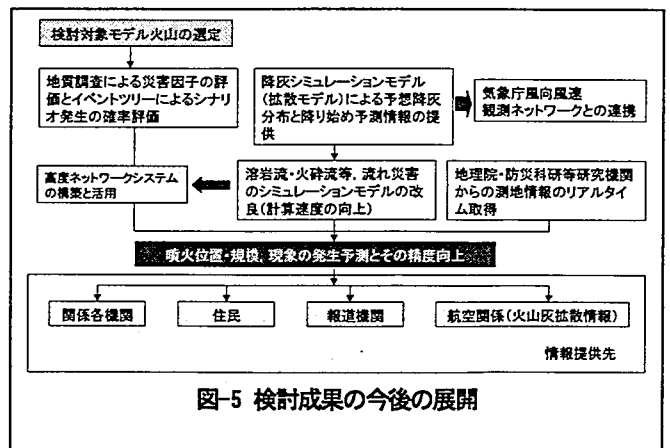 検討対象モデル火山の選定
地質調査による災害因子の評
価とイベントツリーによるシナリ
オ発生の確率評価
降灰シミュレーションモデル
(拡散モデル)による予想降灰
分布と降り始め予測情報の提
供
気象庁風向風速
観測ネットワークとの連携
高度ネットワークシステム
の構築と活用
溶岩流・火砕流等,流れ災害
のシミュレーションモデルの改
良(計算速度の向上)
地理院・防災科研等研究機関
からの測地情報のリアルタイ
ム取得
噴火位置・規模,現象の発生予測とその精度向上
関係各機関
住民
報道機関
航空関係(火山灰拡散情報)
情報提供先
図-5 検討成果の今後の展開